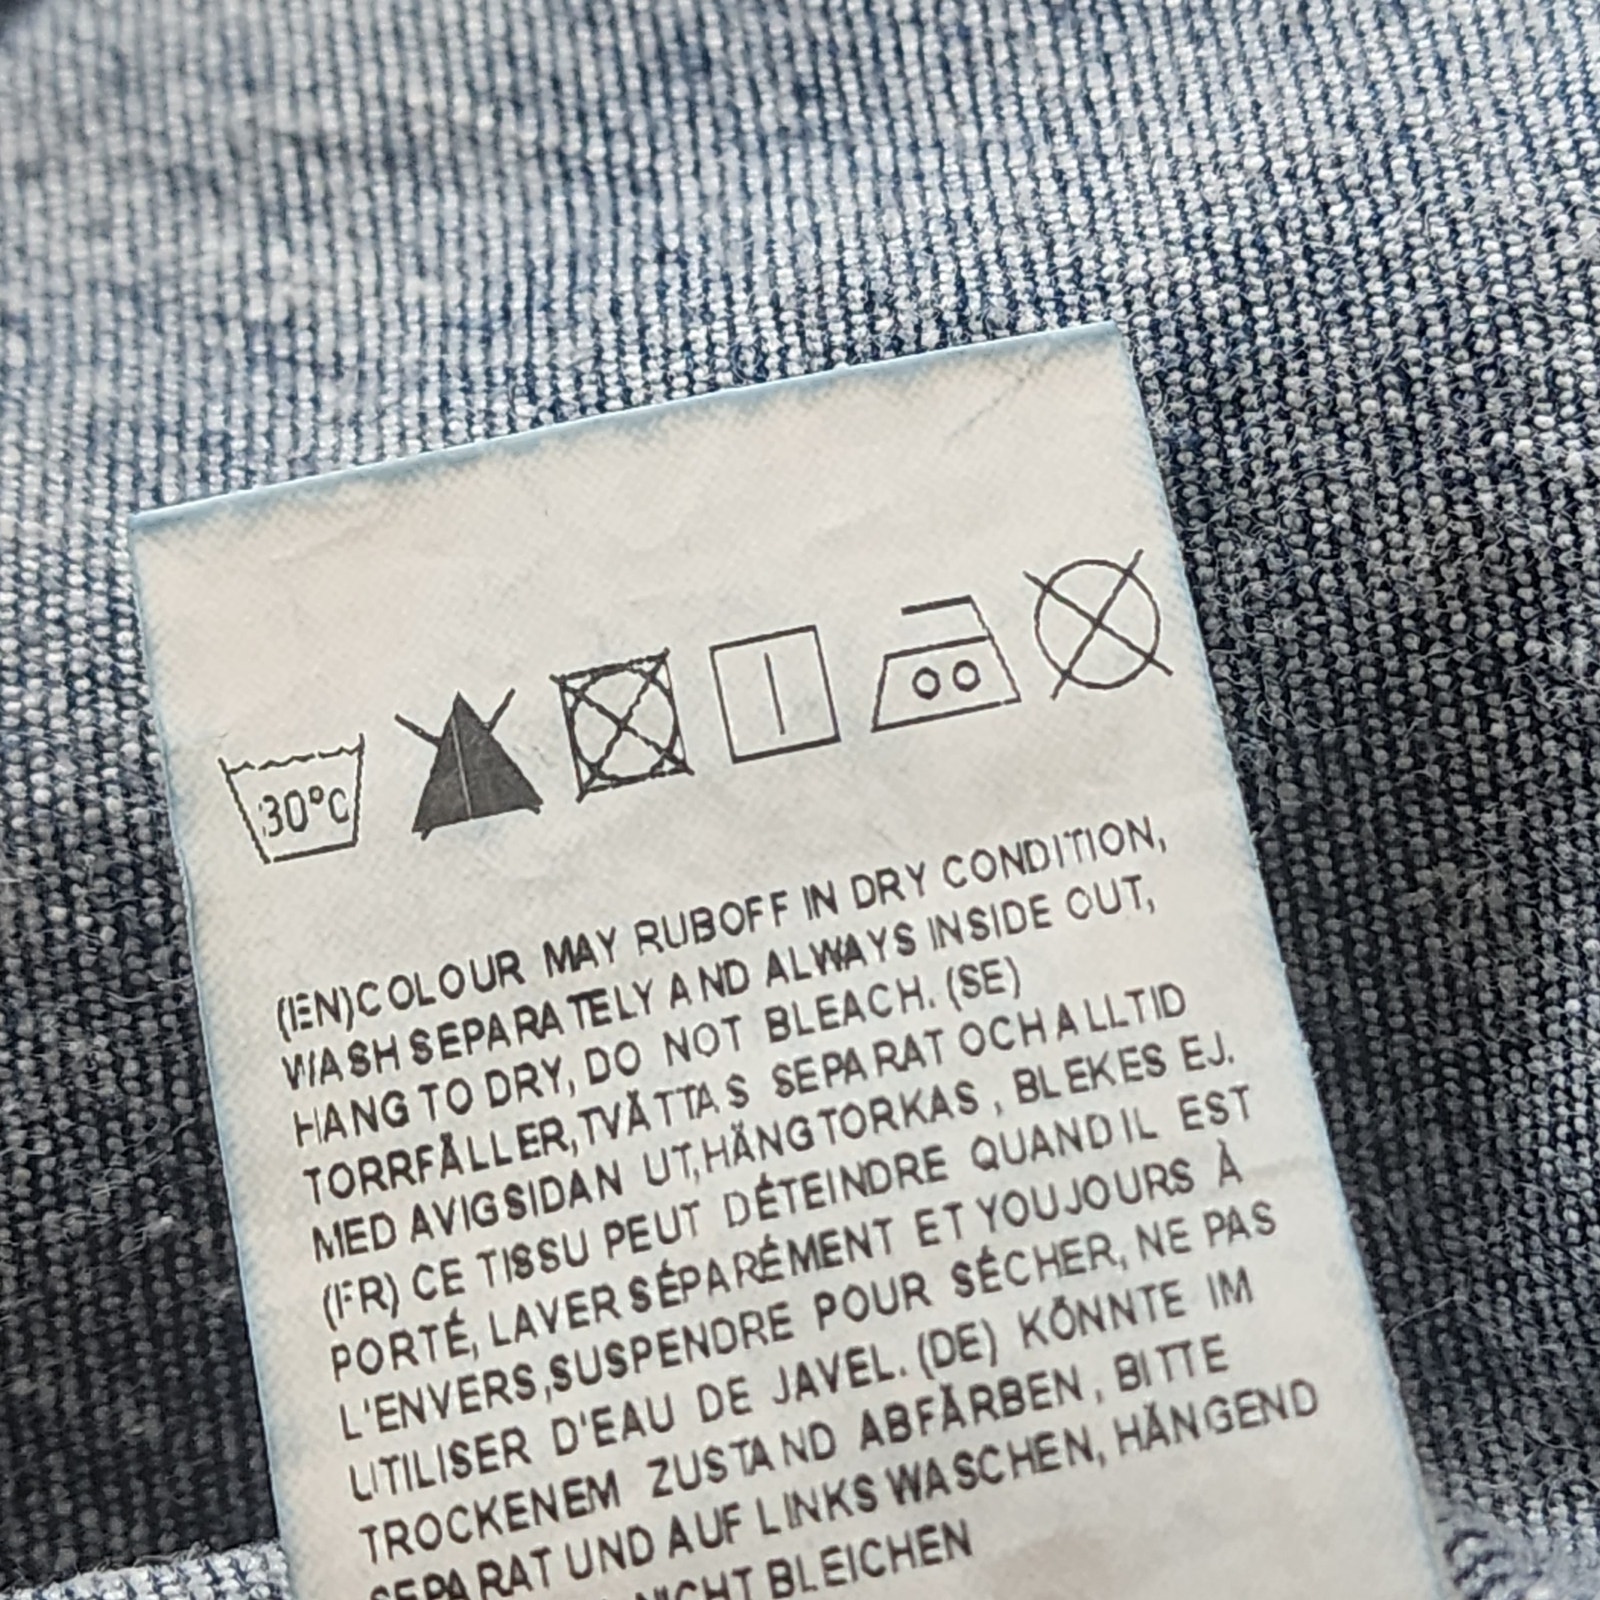 30°C
(EN)COLOUR MAY RUBOFF IN DRY CONDITION,
WASH SEPARATELY AND ALWAYS INSIDE OUT,
HANG TO DRY, DO NOT BLEACH. (SE)
TORRFÄLLER, TVÄTTAS SEPARAT OCH ALLTID
MED AVIGSIDAN UT, HÄNGTORKAS, BLEKES EJ.
(FR) CE TISSU PEUT DÉTEINDRE QUAND IL EST
PORTÉ, LAVER SÉPARÉMENT ET YOUJOURS À
L'ENVERS, SUSPENDRE POUR SÉCHER, NE PAS
UTILISER D'EAU DE JAVEL. (DE) KÖNNTE IM
TROCKENEM ZUSTAND ABFÄRBEN, BITTE
SEPARAT UND AUF LINKS WASCHEN, HÄNGEND
NICHT BLEICHEN